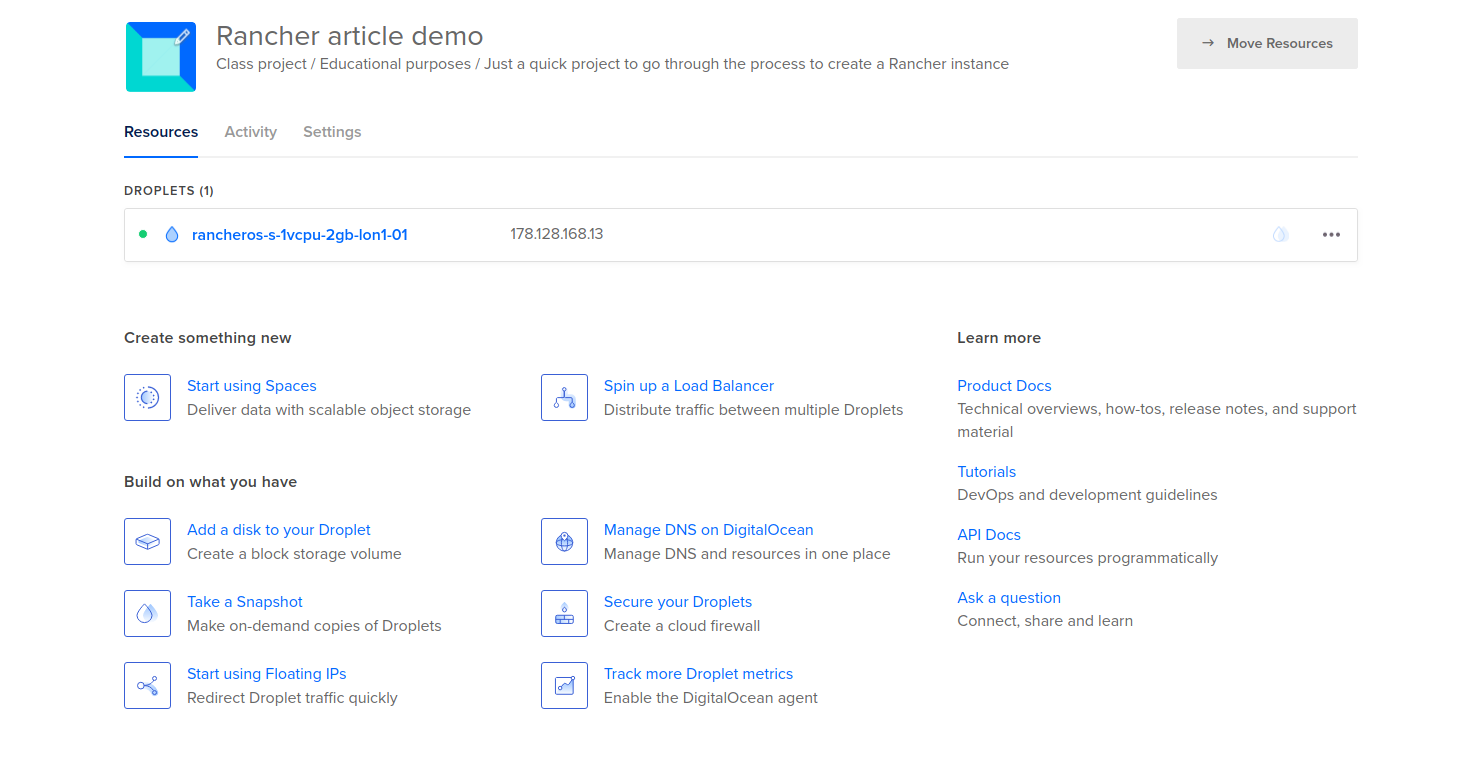 Rancher article demo
Class project / Educational purposes / Just a quick project to go through the process to create a Rancher instance
→ Move Resources
Resources
Activity
Settings
DROPLETS (1)
rancheros-s-1vcpu-2gb-lon1-01
178.128.168.13
Create something new
Start using Spaces
Deliver data with scalable object storage
Spin up a Load Balancer
Distribute traffic between multiple Droplets
Build on what you have
Add a disk to your Droplet
Create a block storage volume
Manage DNS on DigitalOcean
Manage DNS and resources in one place
Take a Snapshot
Make on-demand copies of Droplets
Secure your Droplets
Create a cloud firewall
Start using Floating IPs
Redirect Droplet traffic quickly
Track more Droplet metrics
Enable the DigitalOcean agent
Learn more
Product Docs
Technical overviews, how-tos, release notes, and support
material
Tutorials
DevOps and development guidelines
API Docs
Run your resources programmatically
Ask a question
Connect, share and learn